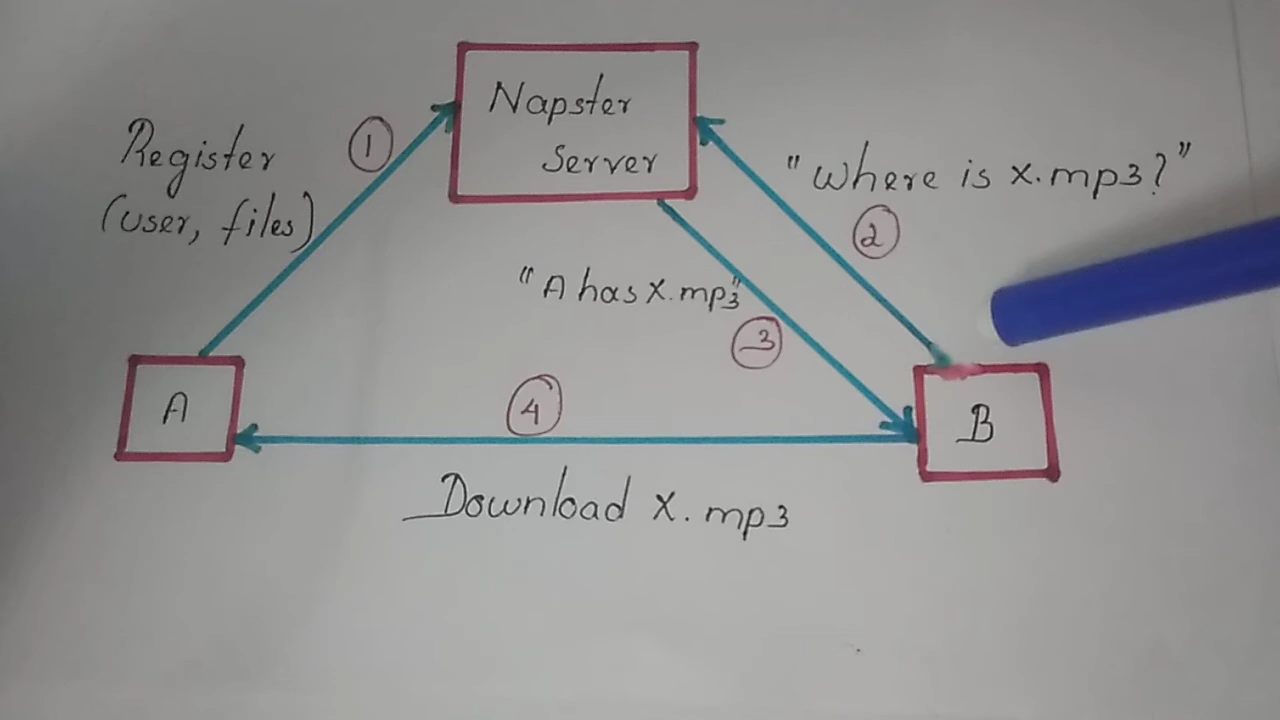 Napster
Server
Register
(user, files)
1
"Where is x.mp3?"
2
"A has x.mp3"
3
A
4
B
Download x.mp3